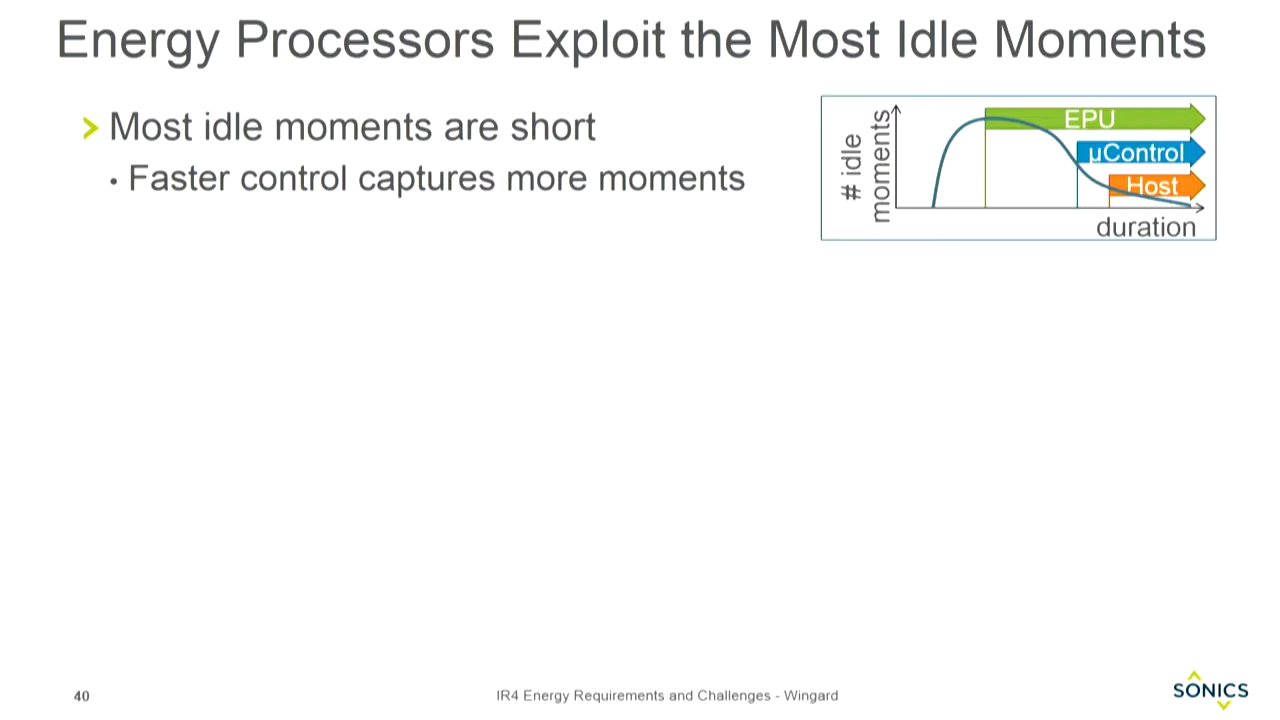 Energy Processors Exploit the Most Idle Moments
> Most idle moments are short
• Faster control captures more moments
# idle
moments
EPU
µControl
Host
duration
40
IR4 Energy Requirements and Challenges - Wingard
SONICS